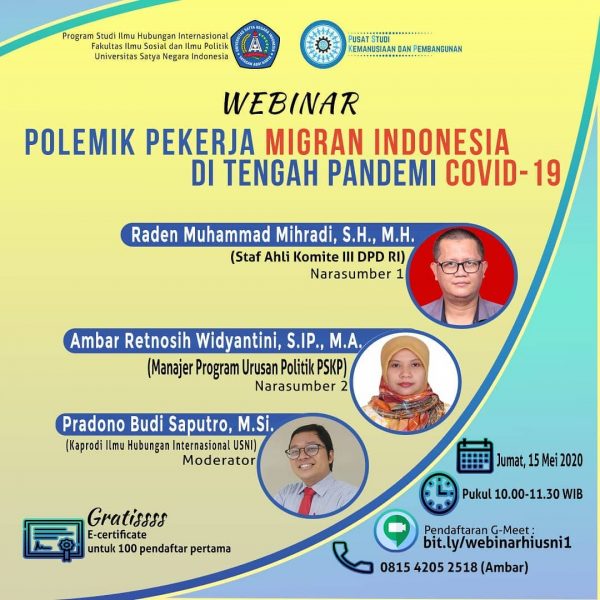 Program Studi Ilmu Hubungan Internasional
Fakultas Ilmu Sosial dan Ilmu Politik
Universitas Satya Negara Indonesia
PUSAT STUDI
KEMANUSIAAN DAN PEMBANGUNAN
WEBINAR
POLEMIK PEKERJA MIGRAN INDONESIA
DI TENGAH PANDEMI COVID-19
Raden Muhammad Mihradi, S.H., M.H.
(Staf Ahli Komite III DPD RI)
Narasumber 1
Ambar Retnosih Widyantini, S.IP., M.A.
(Manajer Program Urusan Politik PSKP)
Narasumber 2
Pradono Budi Saputro, M.Si.
(Kaprodi Ilmu Hubungan Internasional USNI)
Moderator
Jumat, 15 Mei 2020
Pukul 10.00-11.30 WIB
Gratissss
E-certificate
untuk 100 pendaftar pertama
Pendaftaran G-Meet :
bit.ly/webinarhiusni1
0815 4205 2518 (Ambar)